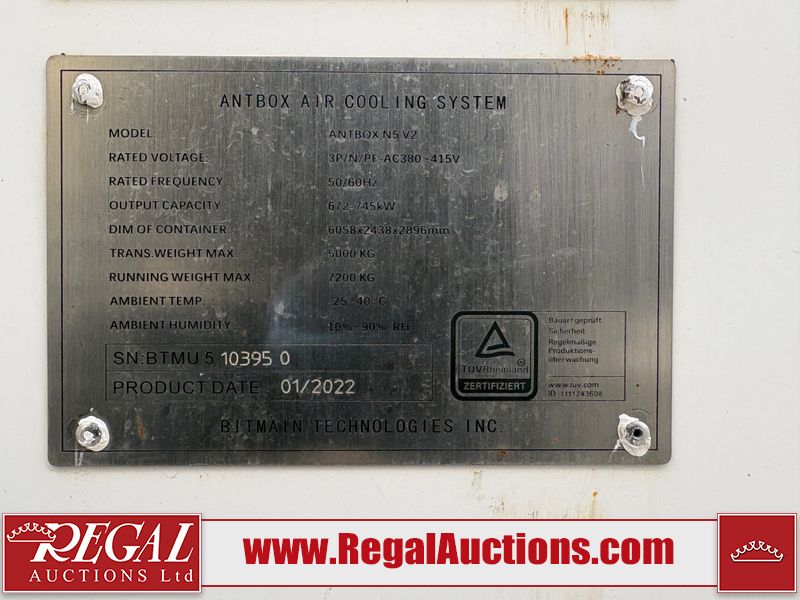 ANTBOX AIR COOLING SYSTEM
MODEL: ANTBOX N5 V2
RATED VOLTAGE: 3P/N/PE-AC380~415V
RATED FREQUENCY: 50/60Hz
OUTPUT CAPACITY: 672-745kW
DIM OF CONTAINER: 6058x2438x2896mm
TRANS.WEIGHT MAX. : 5000 KG
RUNNING WEIGHT MAX. : 7200 KG
AMBIENT TEMP. : -25~40°C
AMBIENT HUMIDITY : 10%~90% RH
SN:BTMU 5 10395 0
PRODUCT DATE 01/2022
TÜVRheinland
ZERTIFIZIERT
Bauart geprüft
Sicherheit
Regelmäßige
Produktions-
überwachung
www.tuv.com
ID 1111243608
BITMAIN TECHNOLOGIES INC.
REGAL
AUCTIONS Ltd
www.RegalAuctions.com